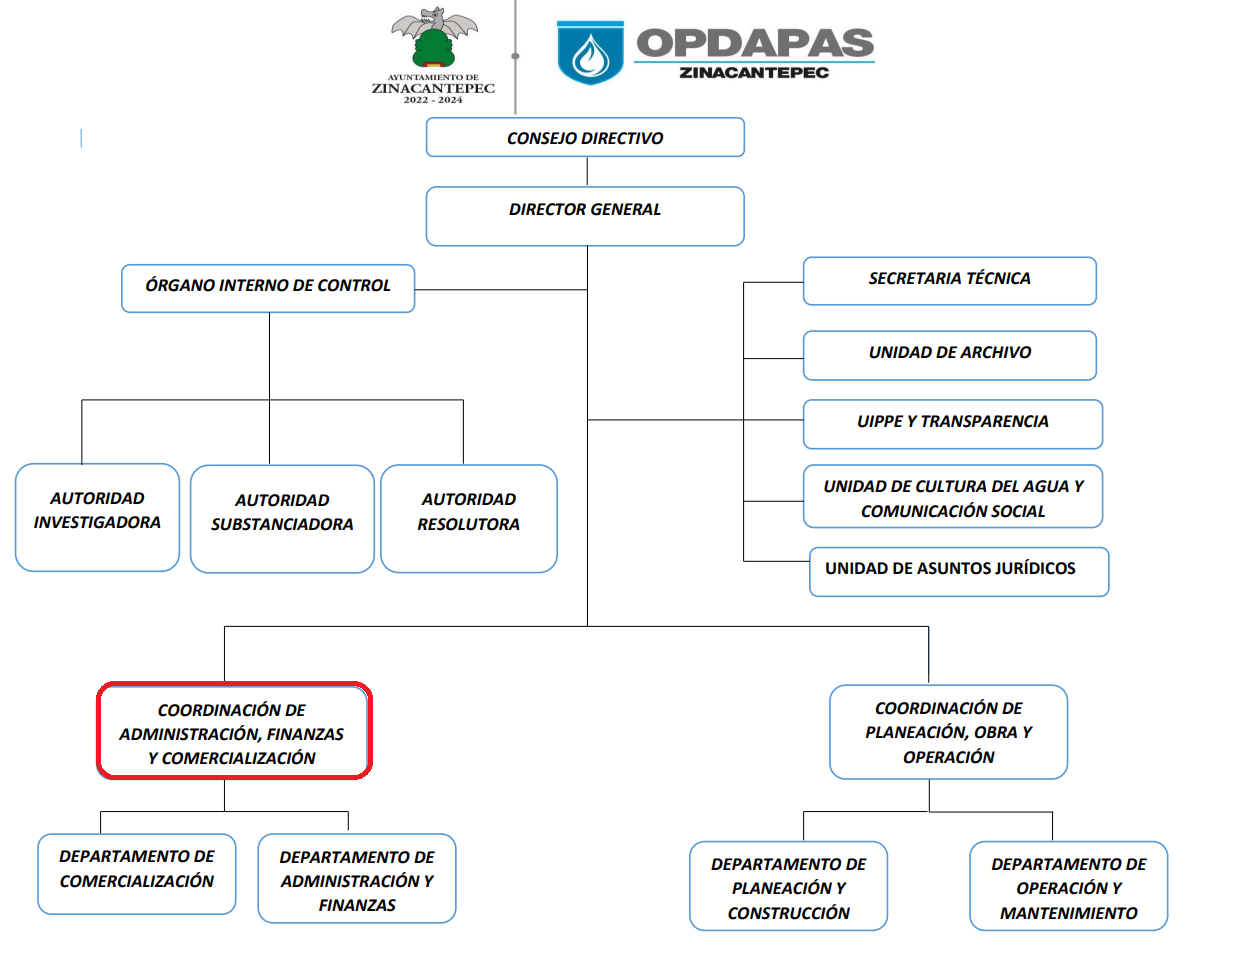 AYUNTAMIENTO DE
ZINACANTEPEC
2022 - 2024
OPDAPAS
ZINACANTEPEC
CONSEJO DIRECTIVO
DIRECTOR GENERAL
ÓRGANO INTERNO DE CONTROL
SECRETARIA TÉCNICA
UNIDAD DE ARCHIVO
UIPPE Y TRANSPARENCIA
UNIDAD DE CULTURA DEL AGUA Y
COMUNICACIÓN SOCIAL
UNIDAD DE ASUNTOS JURÍDICOS
AUTORIDAD
INVESTIGADORA
AUTORIDAD
SUBSTANCIADORA
AUTORIDAD
RESOLUTORA
COORDINACIÓN DE
ADMINISTRACIÓN, FINANZAS
Y COMERCIALIZACIÓN
COORDINACIÓN DE
PLANEACIÓN, OBRA Y
OPERACIÓN
DEPARTAMENTO DE
COMERCIALIZACIÓN
DEPARTAMENTO DE
ADMINISTRACIÓN Y
FINANZAS
DEPARTAMENTO DE
PLANEACIÓN Y
CONSTRUCCIÓN
DEPARTAMENTO DE
OPERACIÓN Y
MANTENIMIENTO